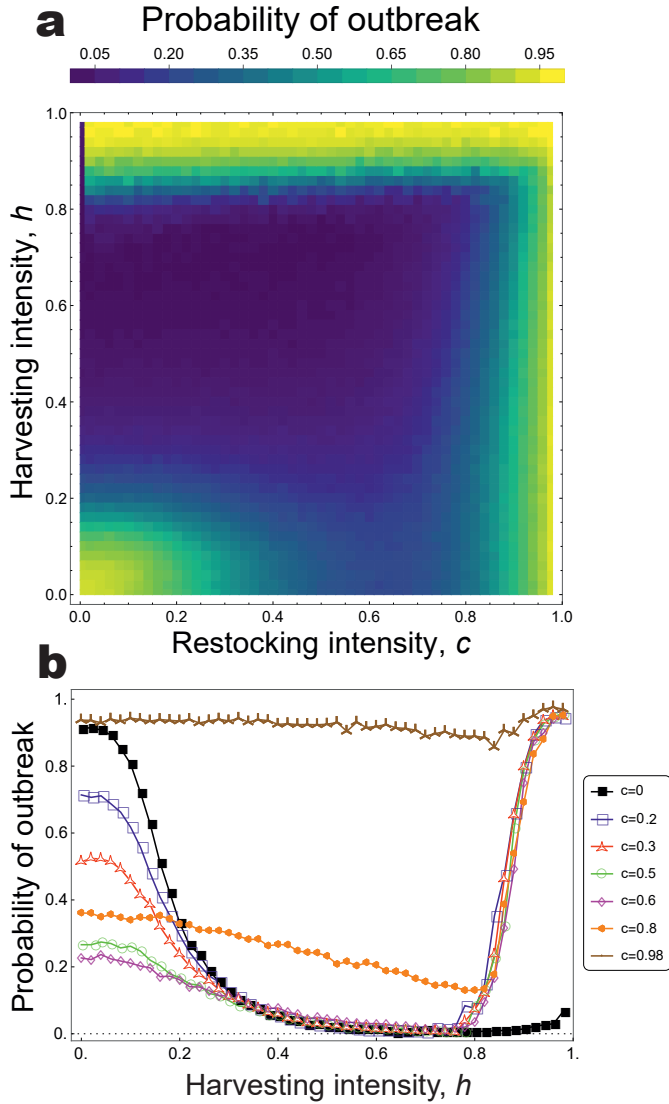 a Probability of outbreak
0.05 0.20 0.35 0.50 0.65 0.80 0.95
Harvesting intensity, h
1.0
0.8
0.6
0.4
0.2
0.0
0.0 0.2 0.4 0.6 0.8 1.0
Restocking intensity, c
b
Probability of outbreak
1.
0.8
0.6
0.4
0.2
0.
0. 0.2 0.4 0.6 0.8 1.
Harvesting intensity, h
c=0
c=0.2
c=0.3
c=0.5
c=0.6
c=0.8
c=0.98